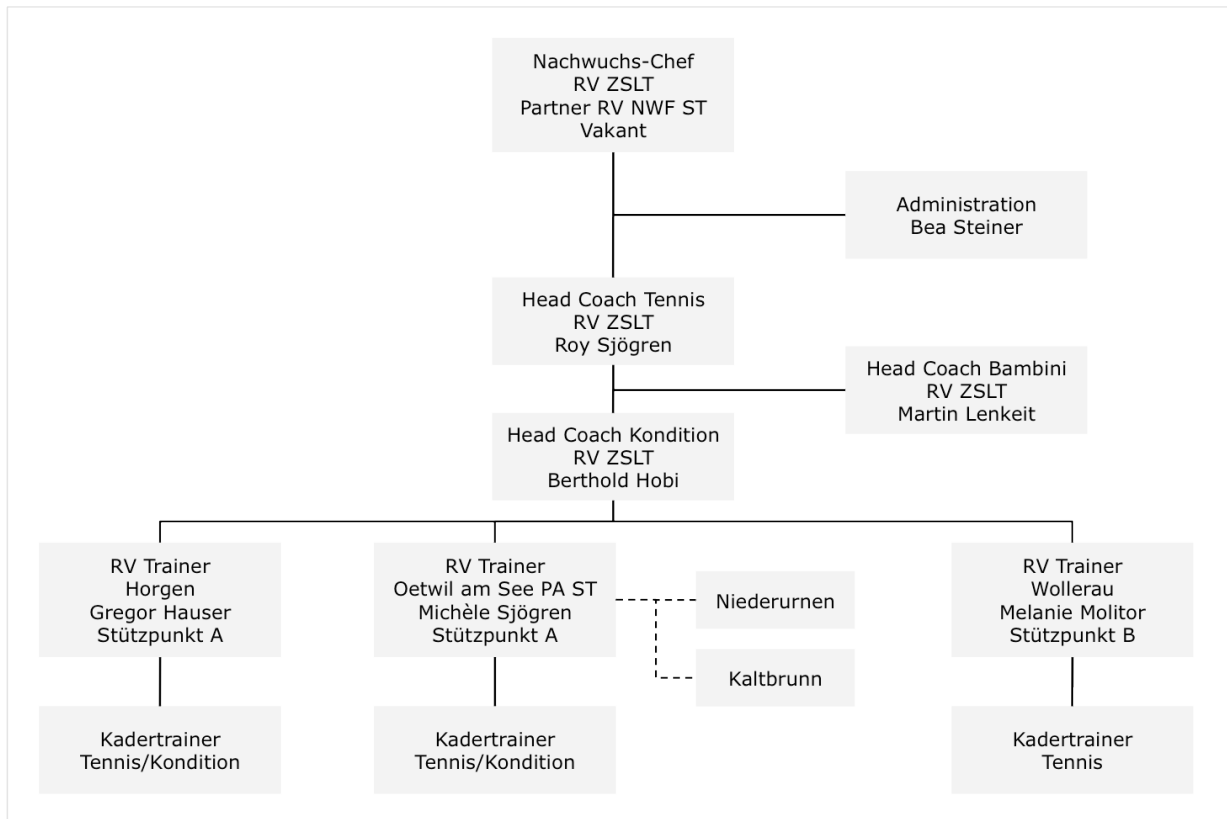 Nachwuchs-Chef
RV ZSLT
Partner RV NWF ST
Vakant
Administration
Bea Steiner
Head Coach Tennis
RV ZSLT
Roy Sjögren
Head Coach Bambini
RV ZSLT
Martin Lenkeit
Head Coach Kondition
RV ZSLT
Berthold Hobi
RV Trainer
Horgen
Gregor Hauser
Stützpunkt A
RV Trainer
Oetwil am See PA ST
Michèle Sjögren
Stützpunkt A
Niederurnen
Kaltbrunn
RV Trainer
Wollerau
Melanie Molitor
Stützpunkt B
Kadertrainer
Tennis/Kondition
Kadertrainer
Tennis/Kondition
Kadertrainer
Tennis